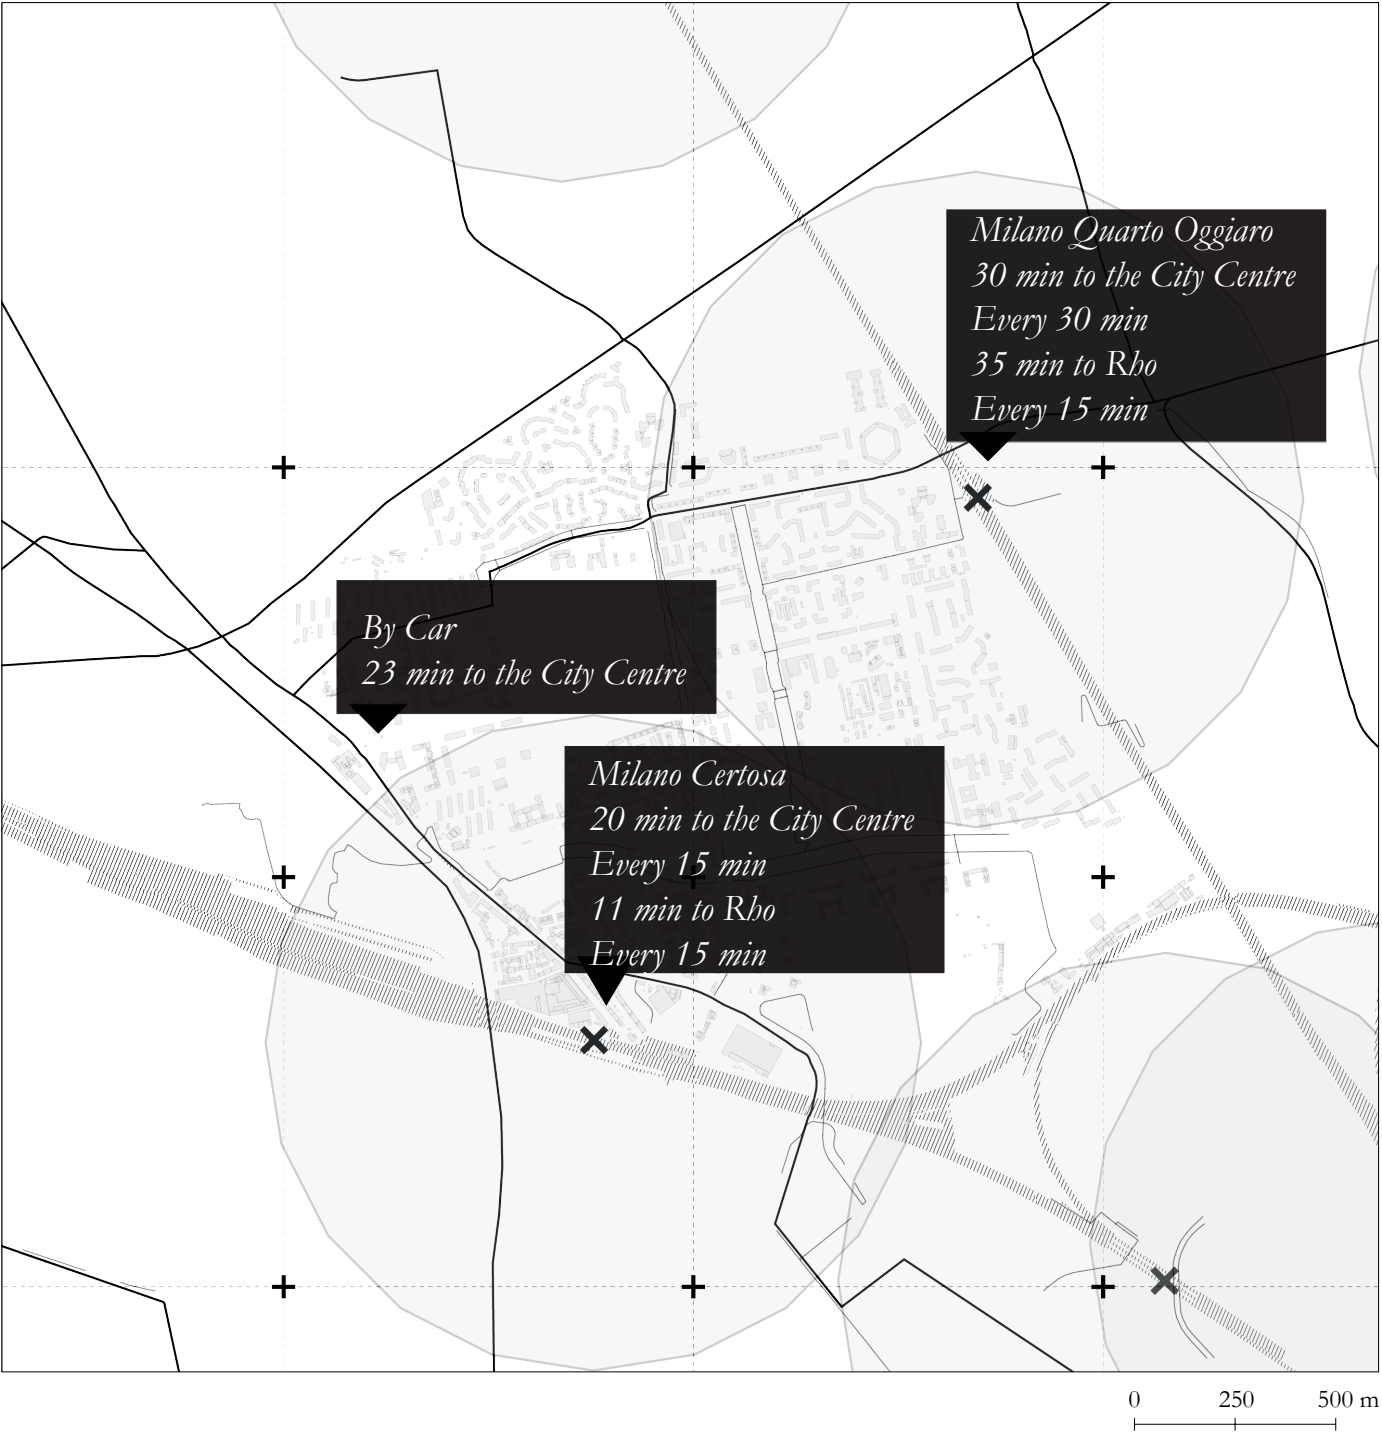 Milano Quarto Oggiaro
30 min to the City Centre
Every 30 min
35 min to Rho
Every 15 min
By Car
23 min to the City Centre
Milano Certosa
20 min to the City Centre
Every 15 min
11 min to Rho
Every 15 min
0 250 500 m